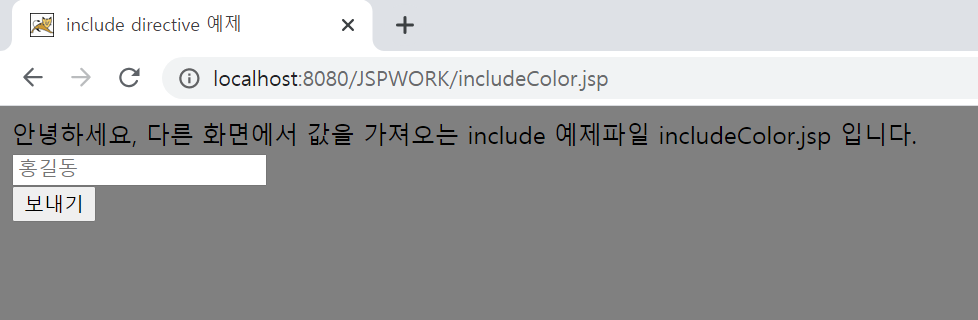 include directive 예제
localhost:8080/JSPWORK/includeColor.jsp
안녕하세요, 다른 화면에서 값을 가져오는 include 예제파일 includeColor.jsp 입니다.
홍길동
보내기